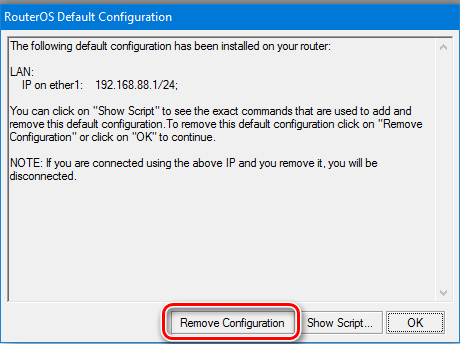 RouterOS Default Configuration
The following default configuration has been installed on your router:
LAN:
IP on ether1: 192.168.88.1/24;
You can click on "Show Script" to see the exact commands that are used to add and
remove this default configuration.To remove this default configuration click on "Remove
Configuration" or click on "OK" to continue.
NOTE: If you are connected using the above IP and you remove it, you will be
disconnected.
Remove Configuration Show Script... OK